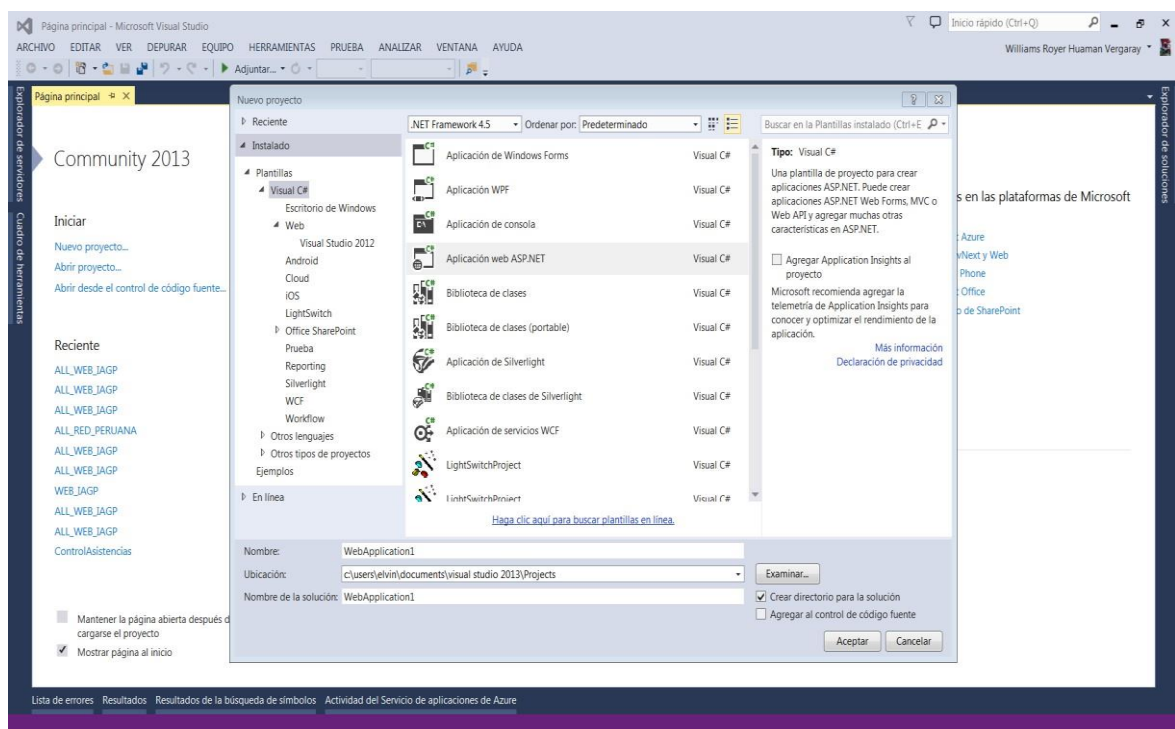 Página principal - Microsoft Visual Studio
Inicio rápido (Ctrl+Q)
ARCHIVO EDITAR VER DEPURAR EQUIPO HERRAMIENTAS PRUEBA ANALIZAR VENTANA AYUDA
Williams Royer Huaman Vergaray
Adjuntar...
Explorador de servidores
Cuadro de herramientas
Explorador de soluciones
Página principal
Community 2013
Iniciar
Nuevo proyecto...
Abrir proyecto...
Abrir desde el control de código fuente...
Reciente
ALL_WEB_IAGP
ALL_WEB_IAGP
ALL_WEB_IAGP
ALL_RED_PERUANA
ALL_WEB_IAGP
ALL_WEB_IAGP
WEB_IAGP
ALL_WEB_IAGP
ALL_WEB_IAGP
ControlAsistencias
Mantener la página abierta después d
cargarse el proyecto
Mostrar página al inicio
Nuevo proyecto
Reciente
Instalado
Plantillas
Visual C#
Escritorio de Windows
Web
Visual Studio 2012
Android
Cloud
iOS
LightSwitch
Office SharePoint
Prueba
Reporting
Silverlight
WCF
Workflow
Otros lenguajes
Otros tipos de proyectos
Ejemplos
En línea
.NET Framework 4.5
Ordenar por: Predeterminado
Buscar en la Plantillas instalado (Ctrl+E
Aplicación de Windows Forms Visual C#
Aplicación WPF Visual C#
Aplicación de consola Visual C#
Aplicación web ASP.NET Visual C#
Biblioteca de clases Visual C#
Biblioteca de clases (portable) Visual C#
Aplicación de Silverlight Visual C#
Biblioteca de clases de Silverlight Visual C#
Aplicación de servicios WCF Visual C#
LightSwitchProject Visual C#
LightSwitchProject Visual C#
Haga clic aquí para buscar plantillas en línea.
Tipo: Visual C#
Una plantilla de proyecto para crear
aplicaciones ASP.NET. Puede crear
aplicaciones ASP.NET Web Forms, MVC o
Web API y agregar muchas otras
características en ASP.NET.
Agregar Application Insights al
proyecto
Microsoft recomienda agregar la
telemetría de Application Insights para
conocer y optimizar el rendimiento de la
aplicación.
Más información
Declaración de privacidad
Nombre: WebApplication1
Ubicación: c:\users\elvin\documents\visual studio 2013\Projects
Examinar...
Nombre de la solución: WebApplication1
Crear directorio para la solución
Agregar al control de código fuente
Aceptar Cancelar
s en las plataformas de Microsoft
Azure
vNext y Web
Phone
Office
o de SharePoint
Lista de errores Resultados Resultados de la búsqueda de símbolos Actividad del Servicio de aplicaciones de Azure